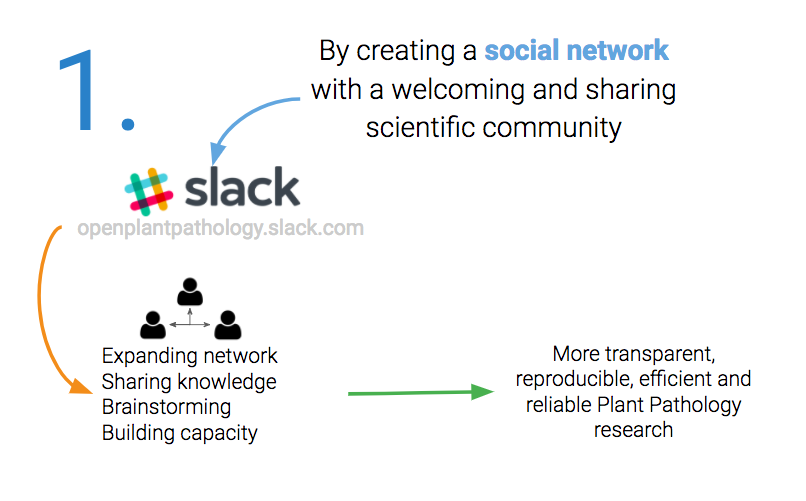 1.
By creating a social network
with a welcoming and sharing
scientific community
slack
openplantpathology.slack.com
Expanding network
Sharing knowledge
Brainstorming
Building capacity
More transparent,
reproducible, efficient and
reliable Plant Pathology
research